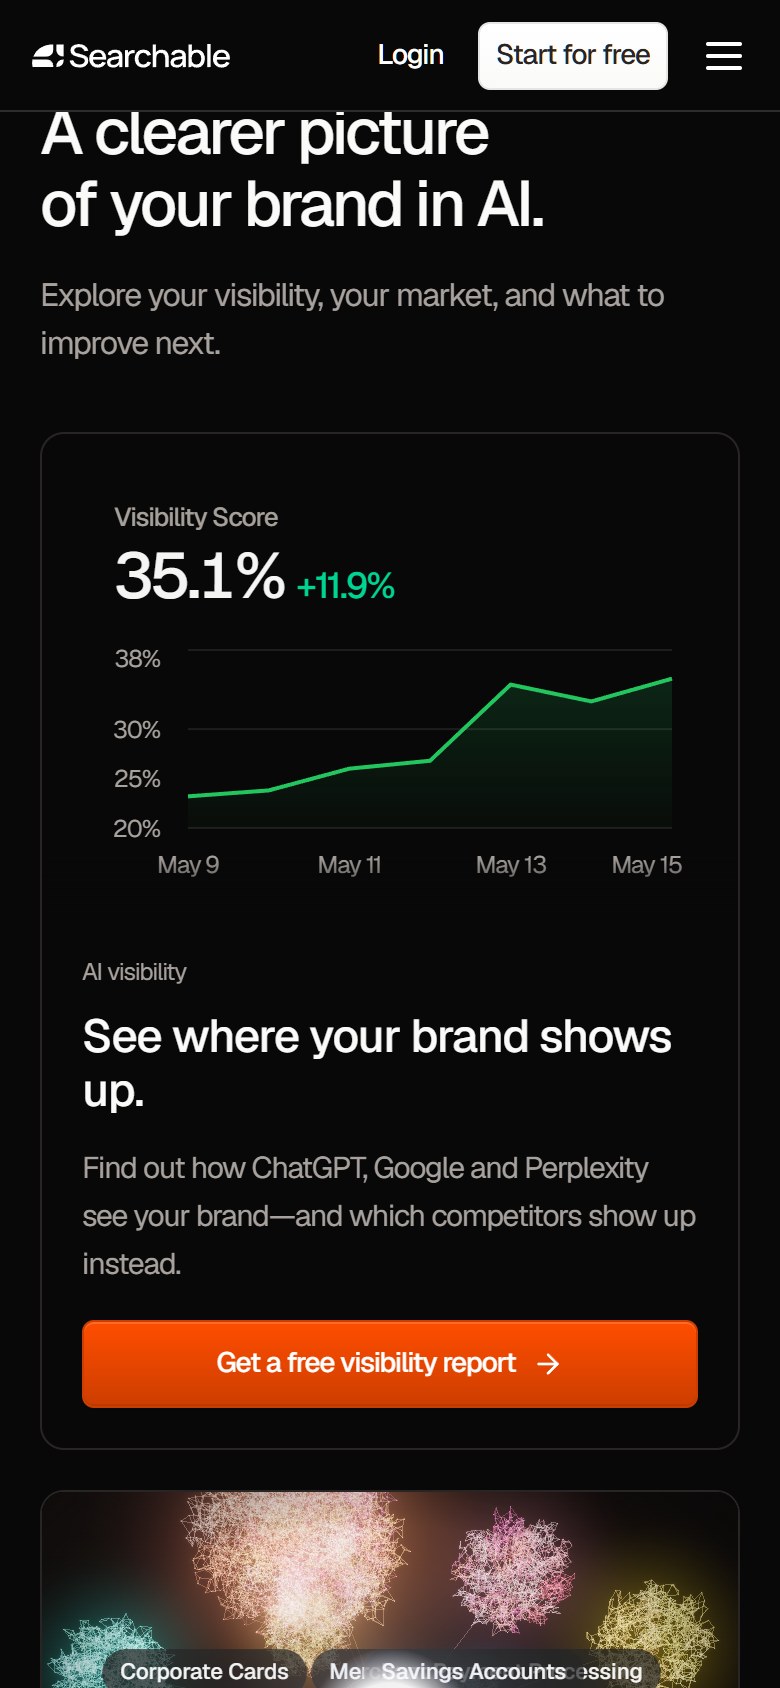 Searchable
Login
Start for free
A clearer picture
of your brand in AI.
Explore your visibility, your market, and what to
improve next.
Visibility Score
35.1% +11.9%
38%
30%
25%
20%
May 9
May 11
May 13
May 15
AI visibility
See where your brand shows
up.
Find out how ChatGPT, Google and Perplexity
see your brand—and which competitors show up
instead.
Get a free visibility report →
Corporate Cards
Savings Accounts